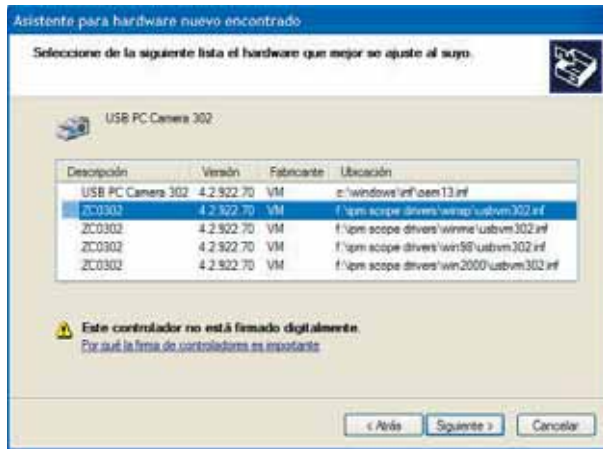 Asistente para hardware nuevo encontrado
Seleccione de la siguiente lista el hardware que mejor se ajuste al suyo.
USB PC Camera 302
Descripción Versión Fabricante Ubicación
USB PC Camera 302 4.2.922.70 VM c:\windows\inf\oem13.inf
ZC0302 4.2.922.70 VM f:\ipm scope drivers\winxp\usbvm302.inf
ZC0302 4.2.922.70 VM f:\ipm scope drivers\winme\usbvm302.inf
ZC0302 4.2.922.70 VM f:\ipm scope drivers\win98\usbvm302.inf
ZC0302 4.2.922.70 VM f:\ipm scope drivers\win2000\usbvm302.inf
Este controlador no está firmado digitalmente.
Por qué la firma de controladores es importante
< Atrás Siguiente > Cancelar